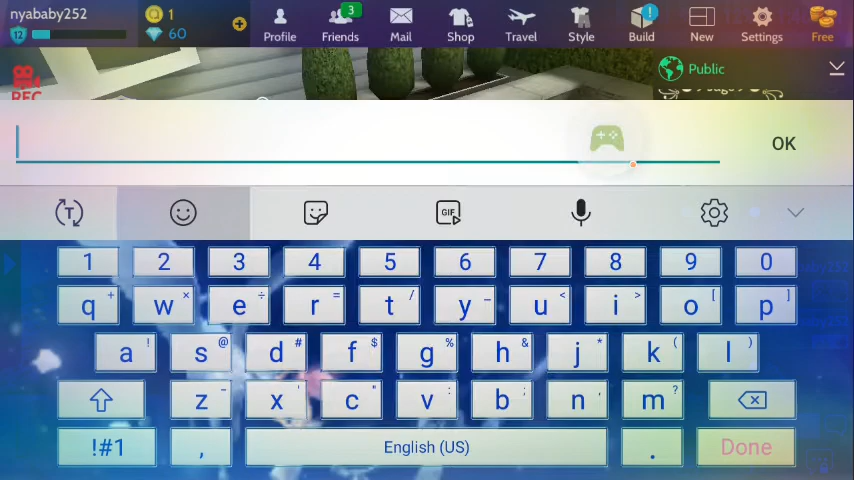 nyababy252
12
1
60
3
Profile
Friends
Mail
Shop
Travel
Style
!
Build
New
Settings
Free
REC
Public
OK
T
GIF
1 2 3 4 5 6 7 8 9 0
q + w × e ÷ r = t / y _ u < i > o [ p ]
a ! s @ d # f $ g % h & j * k ( l )
z - x ' c " v : b ; n , m ?
!#1 , English (US) . Done